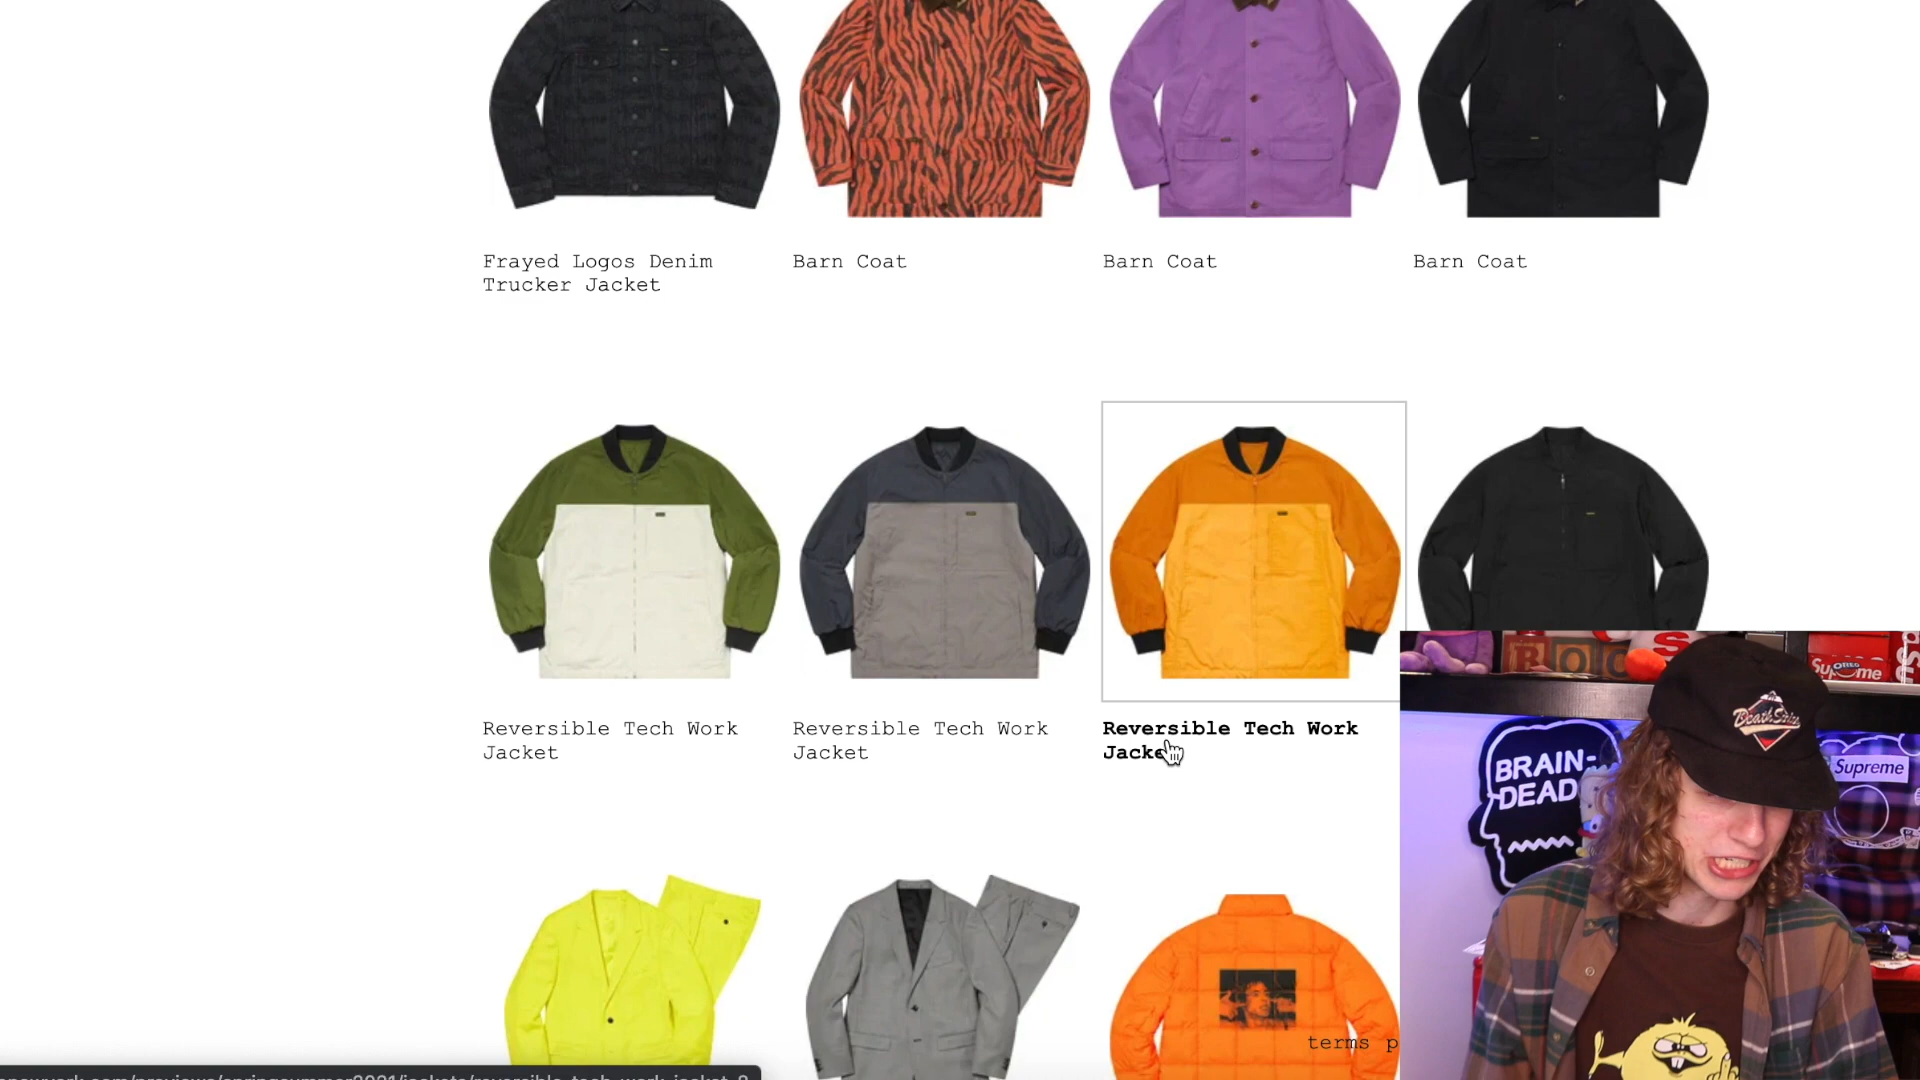 Frayed Logos Denim
Trucker Jacket
Barn Coat
Barn Coat
Barn Coat
Reversible Tech Work
Jacket
Reversible Tech Work
Jacket
Reversible Tech Work
Jacke
terms p
BRAIN-
DEAD
Supreme